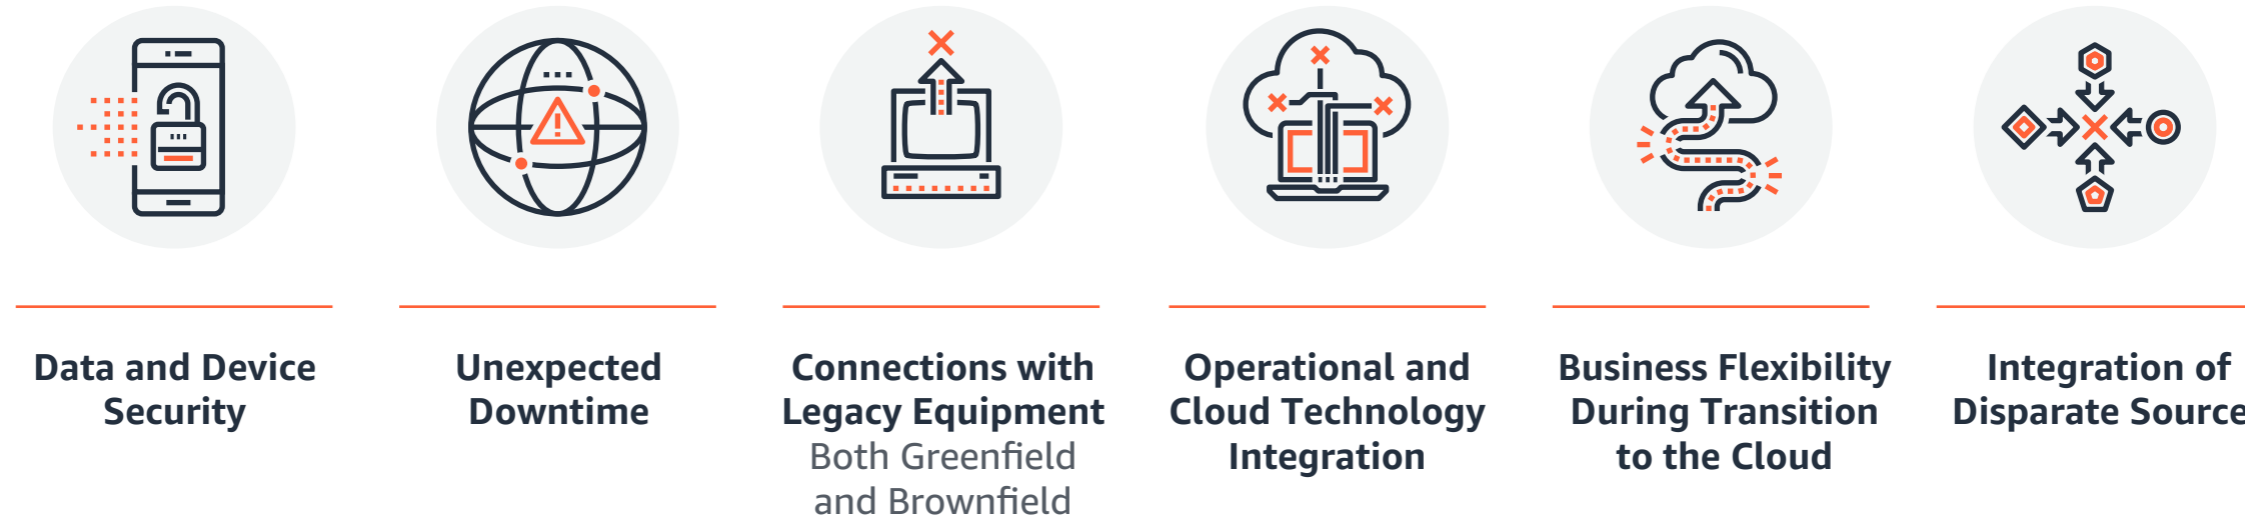 Data and Device
Security
Unexpected
Downtime
Connections with
Legacy Equipment
Both Greenfield
and Brownfield
Operational and
Cloud Technology
Integration
Business Flexibility
During Transition
to the Cloud
Integration of
Disparate Source